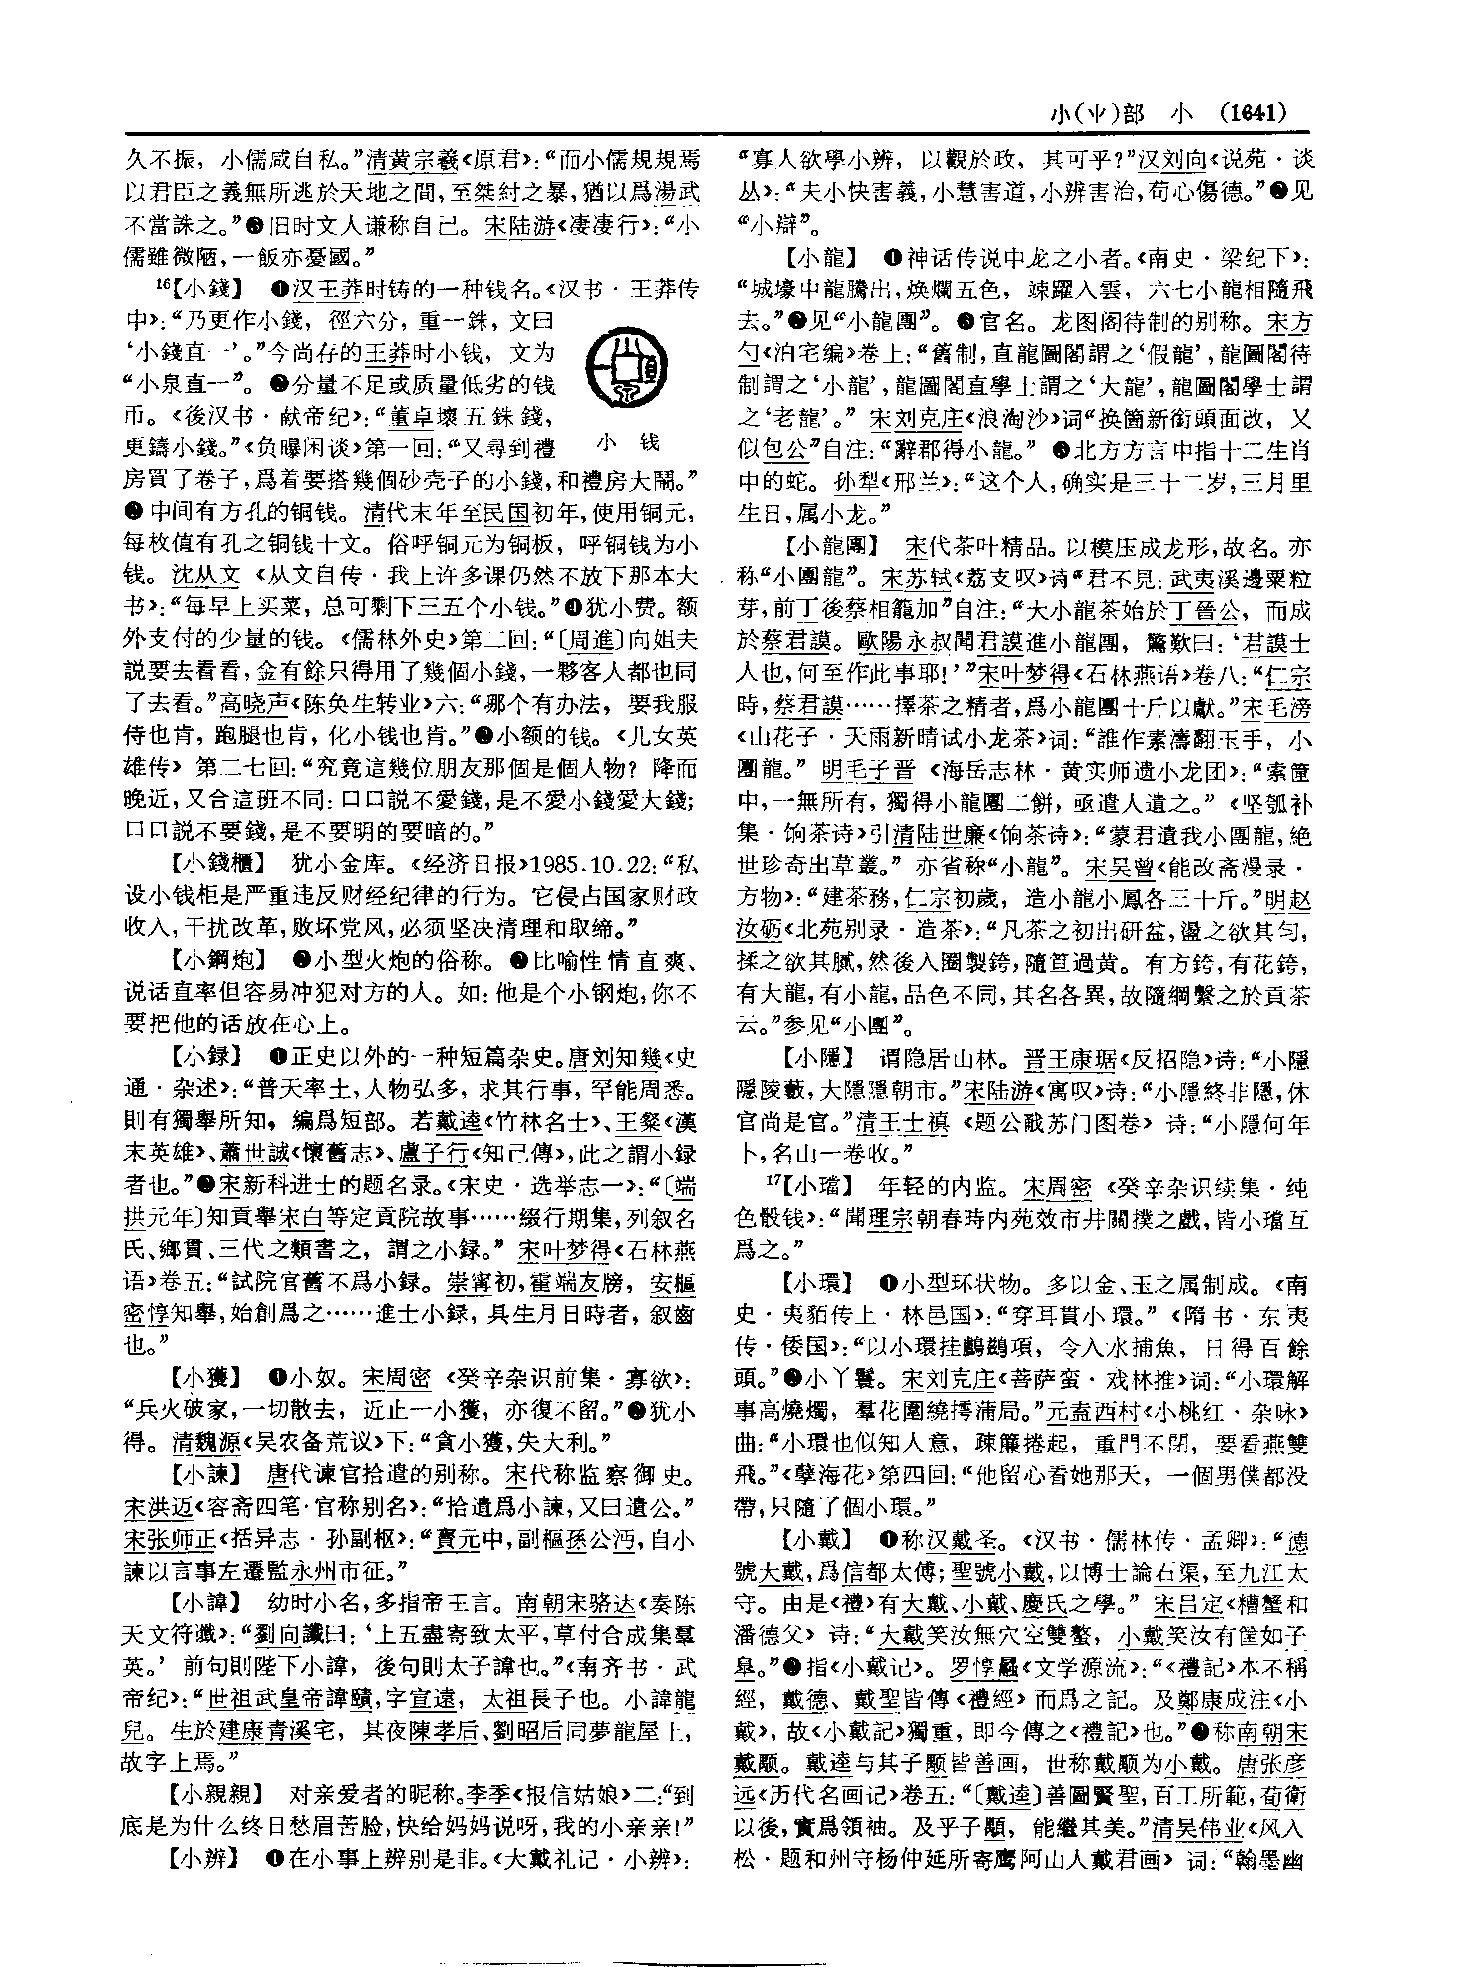 小(⺌)部　小　(1641)
久不振，小儒咸自私。”清黄宗羲《原君》：“而小儒規規焉
以君臣之義無所逃於天地之間，至桀紂之暴，猶以爲湯武
不當誅之。”❸旧时文人谦称自己。宋陆游《凄凄行》：“小
儒雖微陋，一飯亦憂國。”
16【小錢】　❶汉王莽时铸的一种钱名。《汉书·王莽传
中》：“乃更作小錢，徑六分，重一銖，文曰
‘小錢直一’。”今尚存的王莽时小钱，文为
“小泉直一”。❷分量不足或质量低劣的钱
币。《後汉书·献帝纪》：“董卓壞五銖錢，
更鑄小錢。”《负曝闲谈》第一回：“又尋到禮
小　钱
房買了卷子，爲着要搭幾個砂壳子的小錢，和禮房大鬧。”
❸中间有方孔的铜钱。清代末年至民国初年，使用铜元，
每枚值有孔之铜钱十文。俗呼铜元为铜板，呼铜钱为小
钱。沈从文《从文自传·我上许多课仍然不放下那本大
书》：“每早上买菜，总可剩下三五个小钱。”❹犹小费。额
外支付的少量的钱。《儒林外史》第二回：“〔周進〕向姐夫
説要去看看，金有餘只得用了幾個小錢，一夥客人都也同
了去看。”高晓声《陈奂生转业》六：“哪个有办法，要我服
侍也肯，跑腿也肯，化小钱也肯。”❺小额的钱。《儿女英
雄传》第二七回：“究竟這幾位朋友那個是個人物？降而
晚近，又合這班不同：口口説不愛錢，是不愛小錢愛大錢；
口口説不要錢，是不要明的要暗的。”
【小錢櫃】　犹小金库。《经济日报》1985.10.22：“私
设小钱柜是严重违反财经纪律的行为。它侵占国家财政
收入，干扰改革，败坏党风，必须坚决清理和取缔。”
【小鋼炮】　❶小型火炮的俗称。❷比喻性情直爽、
说话直率但容易冲犯对方的人。如：他是个小钢炮，你不
要把他的话放在心上。
【小録】　❶正史以外的一种短篇杂史。唐刘知幾《史
通·杂述》：“普天率土，人物弘多，求其行事，罕能周悉。
則有獨舉所知，編爲短部。若戴逵《竹林名士》、王粲《漢
末英雄》、蕭世誠《懷舊志》、盧子行《知己傳》，此之謂小録
者也。”❷宋新科进士的题名录。《宋史·选举志一》：“〔端
拱元年〕知貢舉宋白等定貢院故事……綴行期集，列叙名
氏、鄉貫、三代之類書之，謂之小録。”宋叶梦得《石林燕
语》卷五：“試院官舊不爲小録。崇寧初，霍端友膀，安樞
密惇知舉，始創爲之……進士小録，具生月日時者，叙齒
也。”
【小獲】　❶小奴。宋周密《癸辛杂识前集·寡欲》：
“兵火破家，一切散去，近止一小獲，亦復不留。”❷犹小
得。清魏源《吴农备荒议》下：“貪小獲，失大利。”
【小諫】　唐代谏官拾遗的别称。宋代称监察御史。
宋洪迈《容斋四笔·官称别名》：“拾遺爲小諫，又曰遺公。”
宋张师正《括异志·孙副枢》：“寳元中，副樞孫公沔，自小
諫以言事左遷監永州市征。”
【小諱】　幼时小名，多指帝王言。南朝宋骆达《奏陈
天文符谶》：“劉向讖曰：‘上五盡寄致太平，草付合成集羣
英。’前句則陛下小諱，後句則太子諱也。”《南齐书·武
帝纪》：“世祖武皇帝諱賾，字宣遠，太祖長子也。小諱龍
兒。生於建康青溪宅，其夜陳孝后、劉昭后同夢龍屋上，
故字上焉。”
【小親親】　对亲爱者的昵称。李季《报信姑娘》二：“到
底是为什么终日愁眉苦脸，快给妈妈说呀，我的小亲亲！”
【小辨】　❶在小事上辨别是非。《大戴礼记·小辨》：
“寡人欲學小辨，以觀於政，其可乎？”汉刘向《说苑·谈
丛》：“夫小快害義，小慧害道，小辨害治，苟心傷德。”❷见
“小辯”。
【小龍】　❶神话传说中龙之小者。《南史·梁纪下》：
“城壕中龍騰出，焕爛五色，竦躍入雲，六七小龍相隨飛
去。”❷见“小龍團”。❸官名。龙图阁待制的别称。宋方
勺《泊宅编》卷上：“舊制，直龍圖閣謂之‘假龍’，龍圖閣待
制謂之‘小龍’，龍圖閣直學士謂之‘大龍’，龍圖閣學士謂
之‘老龍’。”宋刘克庄《浪淘沙》词“换箇新銜頭面改，又
似包公”自注：“辭郡得小龍。”❹北方方言中指十二生肖
中的蛇。孙犁《邢兰》：“这个人，确实是三十二岁，三月里
生日，属小龙。”
【小龍團】　宋代茶叶精品。以模压成龙形，故名。亦
称“小團龍”。宋苏轼《荔支叹》诗“君不見：武夷溪邊粟粒
芽，前丁後蔡相籠加”自注：“大小龍茶始於丁晉公，而成
於蔡君謨。歐陽永叔聞君謨進小龍團，驚歎曰：‘君謨士
人也，何至作此事耶！’”宋叶梦得《石林燕语》卷八：“仁宗
時，蔡君謨……擇茶之精者，爲小龍團十斤以獻。”宋毛滂
《山花子·天雨新晴试小龙茶》词：“誰作素濤翻玉手，小
團龍。”明毛子晋《海岳志林·黄实师遗小龙团》：“索篋
中，一無所有，獨得小龍團二餅，亟遣人遺之。”《坚瓠补
集·饷茶诗》引清陆世廉《饷茶诗》：“蒙君遺我小團龍，絶
世珍奇出草叢。”亦省称“小龍”。宋吴曾《能改斋漫录·
方物》：“建茶務，仁宗初歲，造小龍小鳳各三十斤。”明赵
汝砺《北苑别录·造茶》：“凡茶之初出研盆，盪之欲其匀，
揉之欲其膩，然後入圈製銙，隨笪過黄。有方銙，有花銙，
有大龍，有小龍，品色不同，其名各異，故隨綱繫之於貢茶
云。”参见“小團”。
【小隱】　谓隐居山林。晋王康琚《反招隐》诗：“小隱
隱陵藪，大隱隱朝市。”宋陆游《寓叹》诗：“小隱終非隱，休
官尚是官。”清王士禛《题公戢苏门图卷》诗：“小隱何年
卜，名山一卷收。”
17【小璫】　年轻的内监。宋周密《癸辛杂识续集·纯
色骰钱》：“聞理宗朝春時内苑效市井關撲之戲，皆小璫互
爲之。”
【小環】　❶小型环状物。多以金、玉之属制成。《南
史·夷貊传上·林邑国》：“穿耳貫小環。”《隋书·东夷
传·倭国》：“以小環挂鸕鷀項，令入水捕魚，日得百餘
頭。”❷小丫鬟。宋刘克庄《菩萨蛮·戏林推》词：“小環解
事高燒燭，羣花圍繞摴蒲局。”元盍西村《小桃红·杂咏》
曲：“小環也似知人意，疎簾捲起，重門不閉，要看燕雙
飛。”《孽海花》第四回：“他留心看她那天，一個男僕都没
帶，只隨了個小環。”
【小戴】　❶称汉戴圣。《汉书·儒林传·孟卿》：“德
號大戴，爲信都太傅；聖號小戴，以博士論石渠，至九江太
守。由是《禮》有大戴、小戴、慶氏之學。”宋吕定《糟蟹和
潘德父》诗：“大戴笑汝無穴空雙螯，小戴笑汝有筐如子
皋。”❷指《小戴记》。罗惇曧《文学源流》：“《禮記》本不稱
經，戴德、戴聖皆傳《禮經》而爲之記。及鄭康成注《小
戴》，故《小戴記》獨重，即今傳之《禮記》也。”❸称南朝宋
戴颙。戴逵与其子颙皆善画，世称戴颙为小戴。唐张彦
远《历代名画记》卷五：“〔戴逵〕善圖賢聖，百工所範，荀衛
以後，實爲領袖。及乎子顒，能繼其美。”清吴伟业《风入
松·题和州守杨仲延所寄鹰阿山人戴君画》词：“翰墨幽